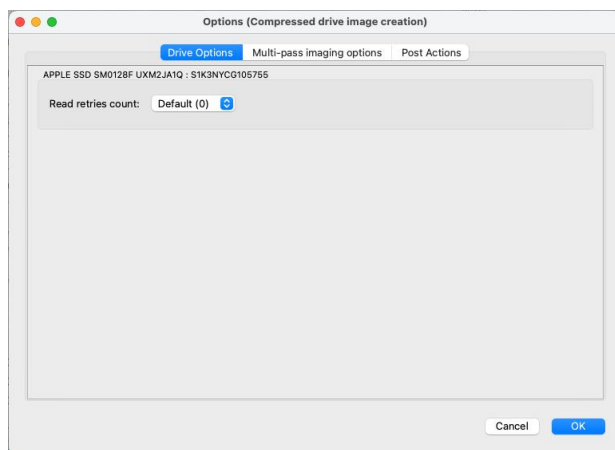 Options (Compressed drive image creation)
Drive Options Multi-pass imaging options Post Actions
APPLE SSD SM0128F UXM2JA1Q : S1K3NYCG105755
Read retries count: Default (0)
Cancel OK